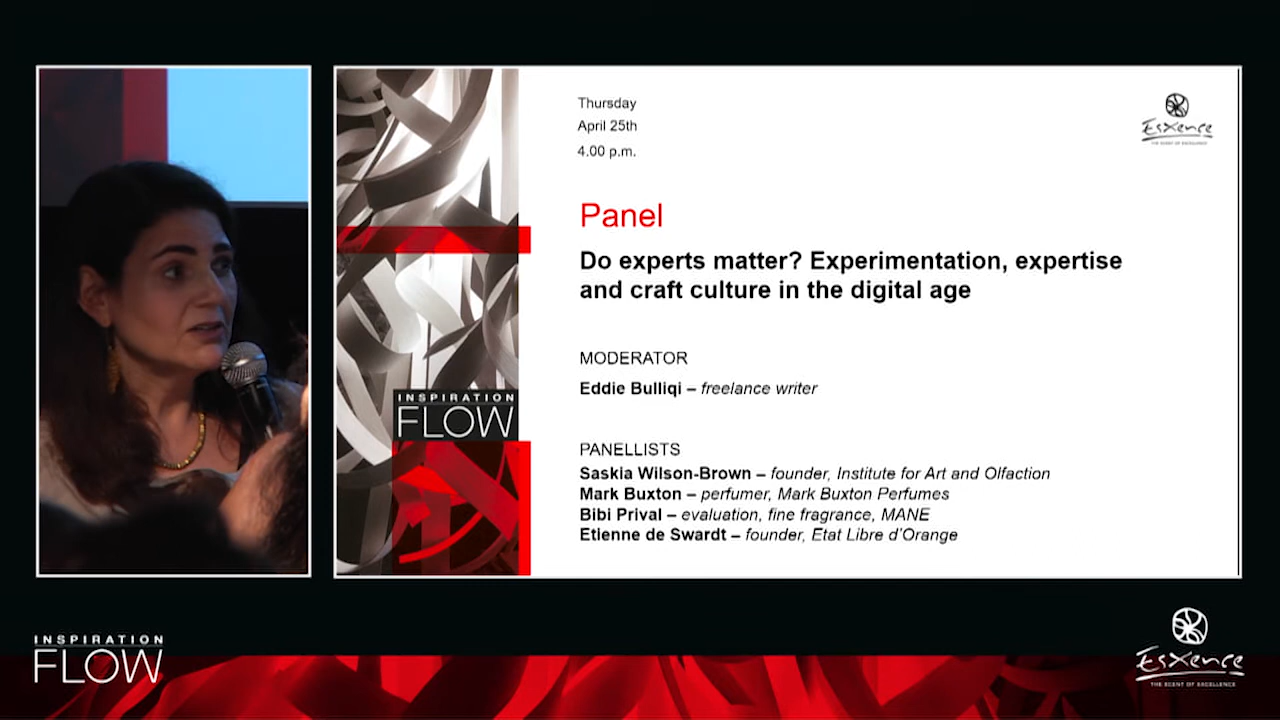 Thursday
April 25th
4.00 p.m.
EsXence
THE SCENT OF EXCELLENCE
Panel
Do experts matter? Experimentation, expertise
and craft culture in the digital age
MODERATOR
Eddie Bulliqi – freelance writer
INSPIRATION
FLOW
PANELLISTS
Saskia Wilson-Brown – founder, Institute for Art and Olfaction
Mark Buxton – perfumer, Mark Buxton Perfumes
Bibi Prival – evaluation, fine fragrance, MANE
Etienne de Swardt – founder, Etat Libre d'Orange
INSPIRATION
FLOW
EsXence
THE SCENT OF EXCELLENCE